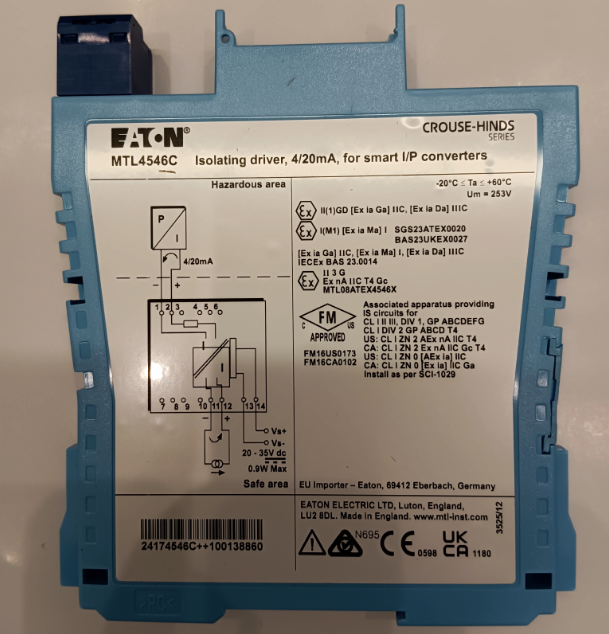 EATON®
CROUSE-HINDS
SERIES
MTL4546C Isolating driver, 4/20mA, for smart I/P converters
Hazardous area
-20°C ≤ Ta ≤ +60°C
Um = 253V
P
I
4/20mA
− +
1 2 3 4 5 6
I
I
7 8 9 10 11 12 13 14
− +
Vs+
Vs-
20 - 35V dc
0.9W Max
Safe area
Ex II(1)GD [Ex ia Ga] IIC, [Ex ia Da] IIIC
Ex I(M1) [Ex ia Ma] I SGS23ATEX0020
BAS23UKEX0027
[Ex ia Ga] IIC, [Ex ia Ma] I, [Ex ia Da] IIIC
IECEx BAS 23.0014
Ex II 3 G
Ex nA IIC T4 Gc
MTL08ATEX4546X
C FM US
APPROVED
FM16US0173
FM16CA0102
Associated apparatus providing
IS circuits for
CL I II III, DIV 1, GP ABCDEFG
CL I DIV 2 GP ABCD T4
US: CL I ZN 2 AEx nA IIC T4
CA: CL I ZN 2 Ex nA IIC Gc T4
US: CL I ZN 0 [AEx ia] IIC
CA: CL I ZN 0 [Ex ia] IIC Ga
Install as per SCI-1029
EU Importer – Eaton, 69412 Eberbach, Germany
EATON ELECTRIC LTD, Luton, England,
LU2 8DL. Made in England. www.mtl-inst.com
3525/12
24174546C++100138860
N695 CE 0598 UK CA 1180